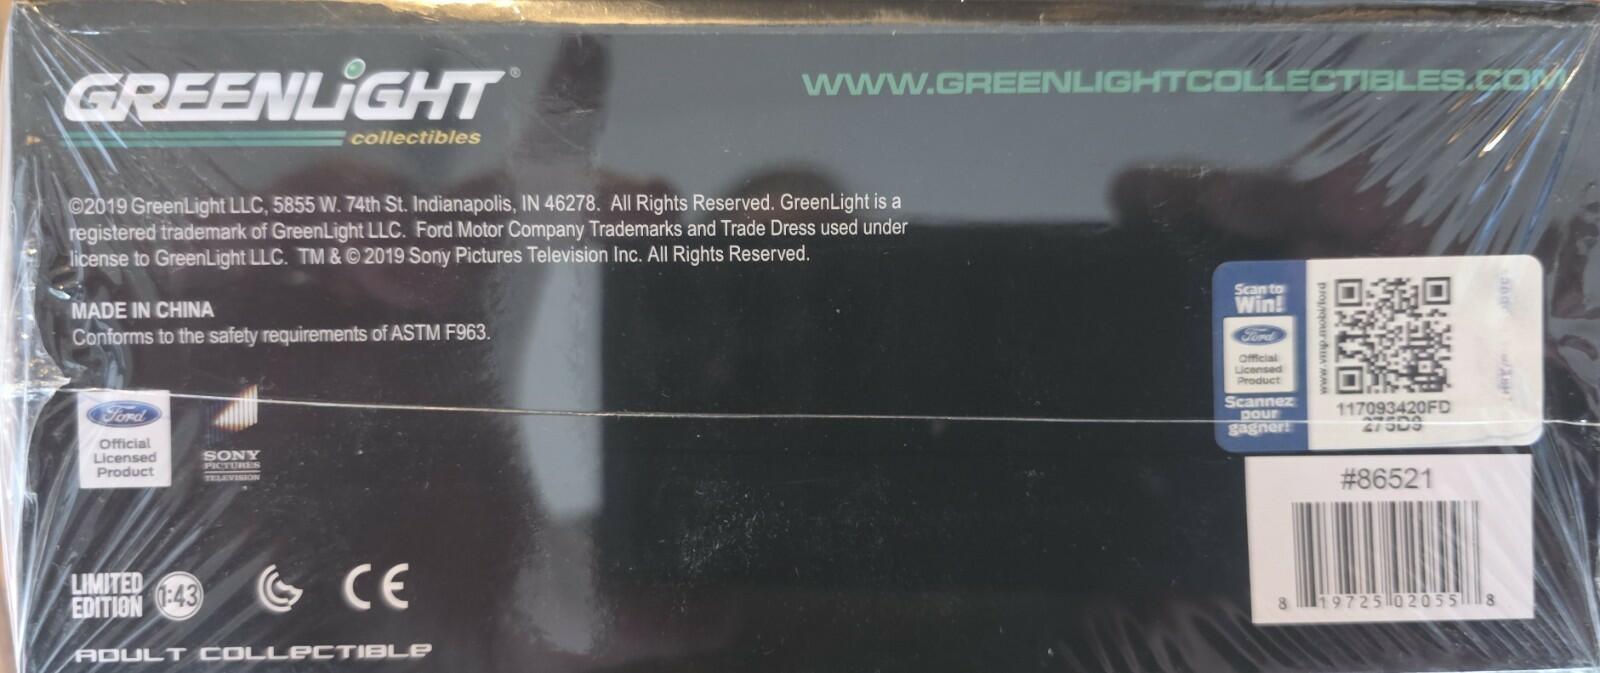 GREENLiGHT®
collectibles
WWW.GREENLIGHTCOLLECTIBLES.COM
©2019 GreenLight LLC, 5855 W. 74th St. Indianapolis, IN 46278. All Rights Reserved. GreenLight is a
registered trademark of GreenLight LLC. Ford Motor Company Trademarks and Trade Dress used under
license to GreenLight LLC. TM & © 2019 Sony Pictures Television Inc. All Rights Reserved.
MADE IN CHINA
Conforms to the safety requirements of ASTM F963.
Ford
Official
Licensed
Product
SONY
PICTURES
TELEVISION
LIMITED
EDITION
1:43
CE
ADULT COLLECTIBLE
Scan to
Win!
Ford
Official
Licensed
Product
Scannez
pour
gagner!
www.vmp.mobi/ford
117093420FD
275D9
#86521
8 19725 02055 8